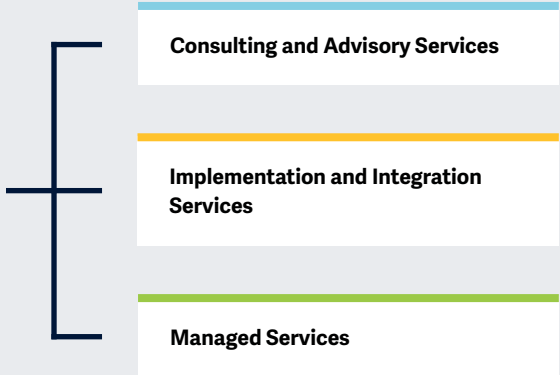 Consulting and Advisory Services
Implementation and Integration
Services
Managed Services